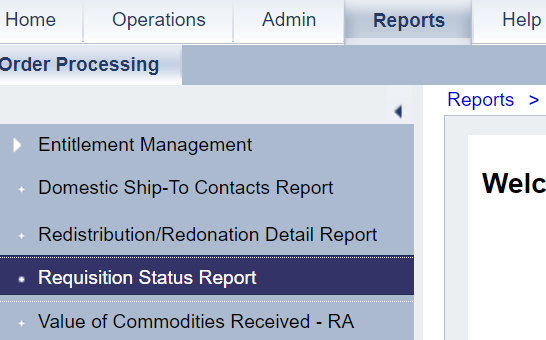 Home Operations Admin Reports Help
Order Processing
Reports >
Entitlement Management
Welc
Domestic Ship-To Contacts Report
Redistribution/Redonation Detail Report
Requisition Status Report
Value of Commodities Received - RA